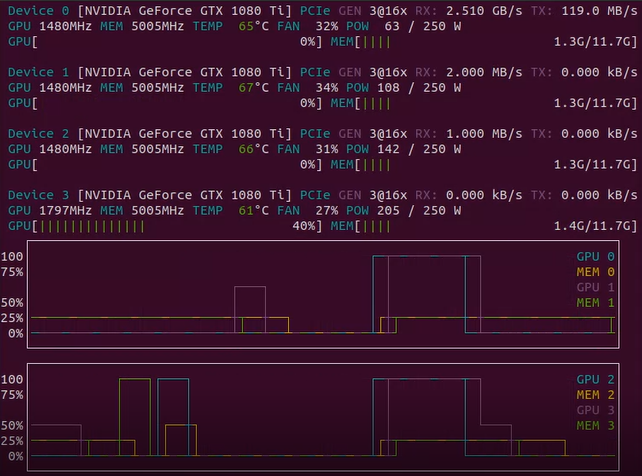 Device 0 [NVIDIA GeForce GTX 1080 Ti] PCIe GEN 3@16x RX: 2.510 GB/s TX: 119.0 MB/s
GPU 1480MHz MEM 5005MHz TEMP 65°C FAN 32% POW 63 / 250 W
GPU[ 0%] MEM[|||| 1.3G/11.7G]
Device 1 [NVIDIA GeForce GTX 1080 Ti] PCIe GEN 3@16x RX: 2.000 MB/s TX: 0.000 kB/s
GPU 1480MHz MEM 5005MHz TEMP 67°C FAN 34% POW 108 / 250 W
GPU[ 0%] MEM[|||| 1.3G/11.7G]
Device 2 [NVIDIA GeForce GTX 1080 Ti] PCIe GEN 3@16x RX: 1.000 MB/s TX: 0.000 kB/s
GPU 1480MHz MEM 5005MHz TEMP 66°C FAN 31% POW 142 / 250 W
GPU[ 0%] MEM[|||| 1.3G/11.7G]
Device 3 [NVIDIA GeForce GTX 1080 Ti] PCIe GEN 3@16x RX: 0.000 kB/s TX: 0.000 kB/s
GPU 1797MHz MEM 5005MHz TEMP 61°C FAN 27% POW 205 / 250 W
GPU[|||||||||||||| 40%] MEM[|||| 1.4G/11.7G]
100 GPU 0
75% MEM 0
GPU 1
50% MEM 1
25%
0%
100 GPU 2
75% MEM 2
GPU 3
50% MEM 3
25%
0%